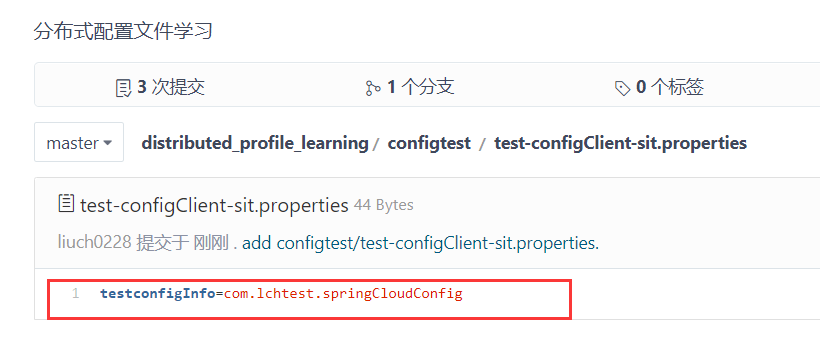 分布式配置文件学习
3 次提交 1 个分支 0 个标签
master distributed_profile_learning / configtest / test-configClient-sit.properties
test-configClient-sit.properties 44 Bytes
liuch0228 提交于 刚刚 . add configtest/test-configClient-sit.properties.
1 testconfigInfo=com.lchtest.springCloudConfig